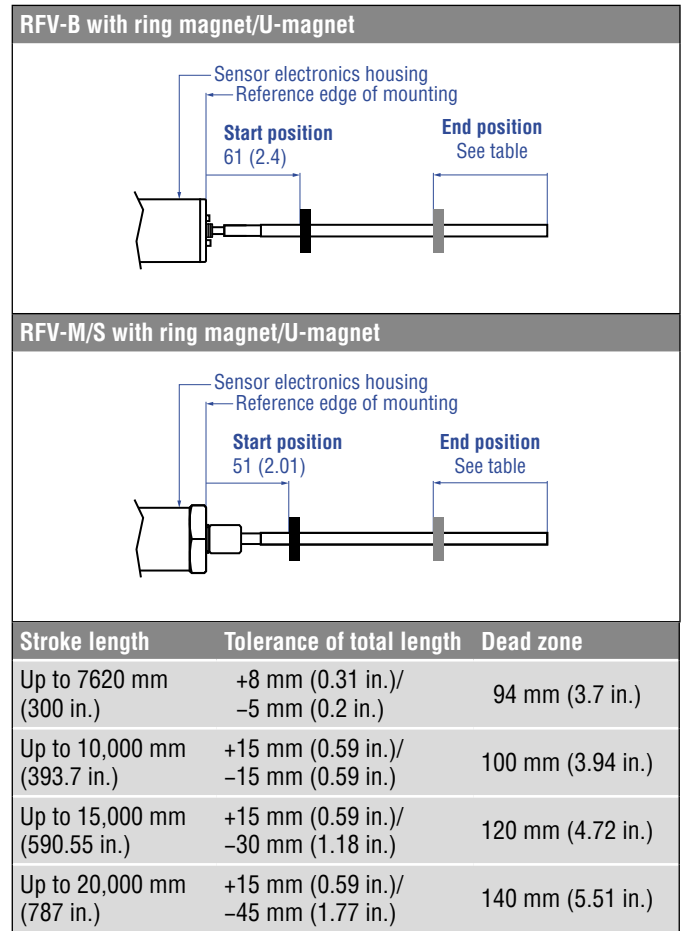 RFV-B with ring magnet/U-magnet
Sensor electronics housing
Reference edge of mounting
Start position
61 (2.4)
End position
See table
RFV-M/S with ring magnet/U-magnet
Sensor electronics housing
Reference edge of mounting
Start position
51 (2.01)
End position
See table
Stroke length Tolerance of total length Dead zone
Up to 7620 mm
(300 in.)
+8 mm (0.31 in.)/
−5 mm (0.2 in.)
94 mm (3.7 in.)
Up to 10,000 mm
(393.7 in.)
+15 mm (0.59 in.)/
−15 mm (0.59 in.)
100 mm (3.94 in.)
Up to 15,000 mm
(590.55 in.)
+15 mm (0.59 in.)/
−30 mm (1.18 in.)
120 mm (4.72 in.)
Up to 20,000 mm
(787 in.)
+15 mm (0.59 in.)/
−45 mm (1.77 in.)
140 mm (5.51 in.)